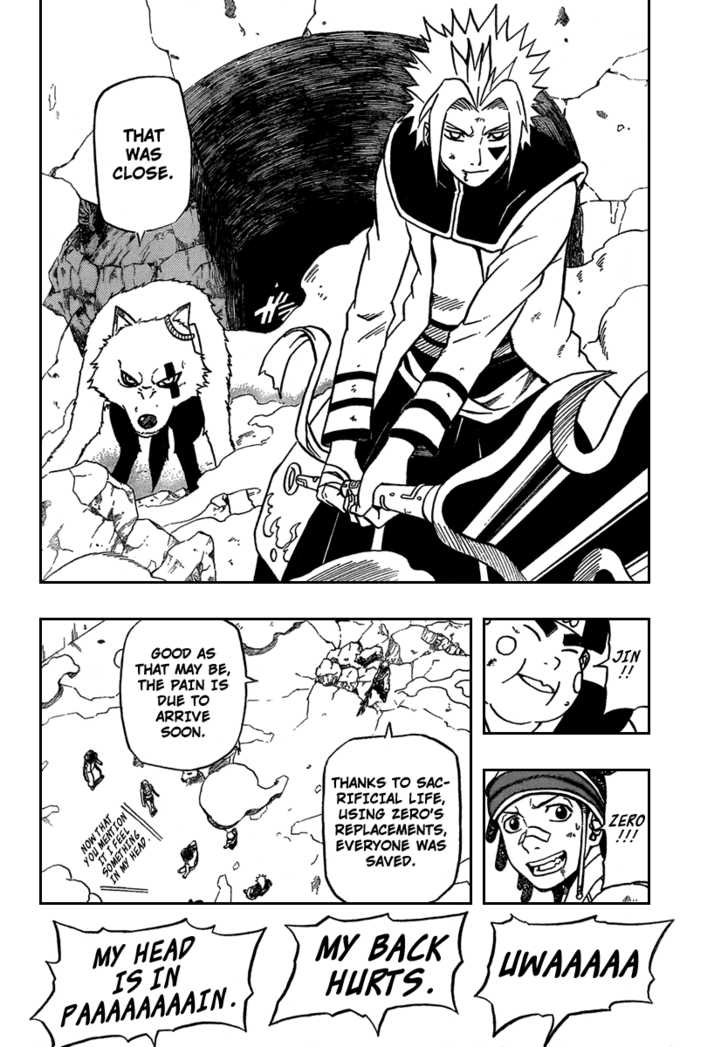 THAT
WAS
CLOSE.
JIN
!!
GOOD AS
THAT MAY BE,
THE PAIN IS
DUE TO
ARRIVE
SOON.
THANKS TO SAC-
RIFICIAL LIFE,
USING ZERO'S
REPLACEMENTS,
EVERYONE WAS
SAVED.
NOW THAT
YOU MENTION
IT I FEEL
SOMETHING
IN MY HEAD.
ZERO
!!!
MY HEAD
IS IN
PAAAAAAAAIN.
MY BACK
HURTS.
UWAAAAA